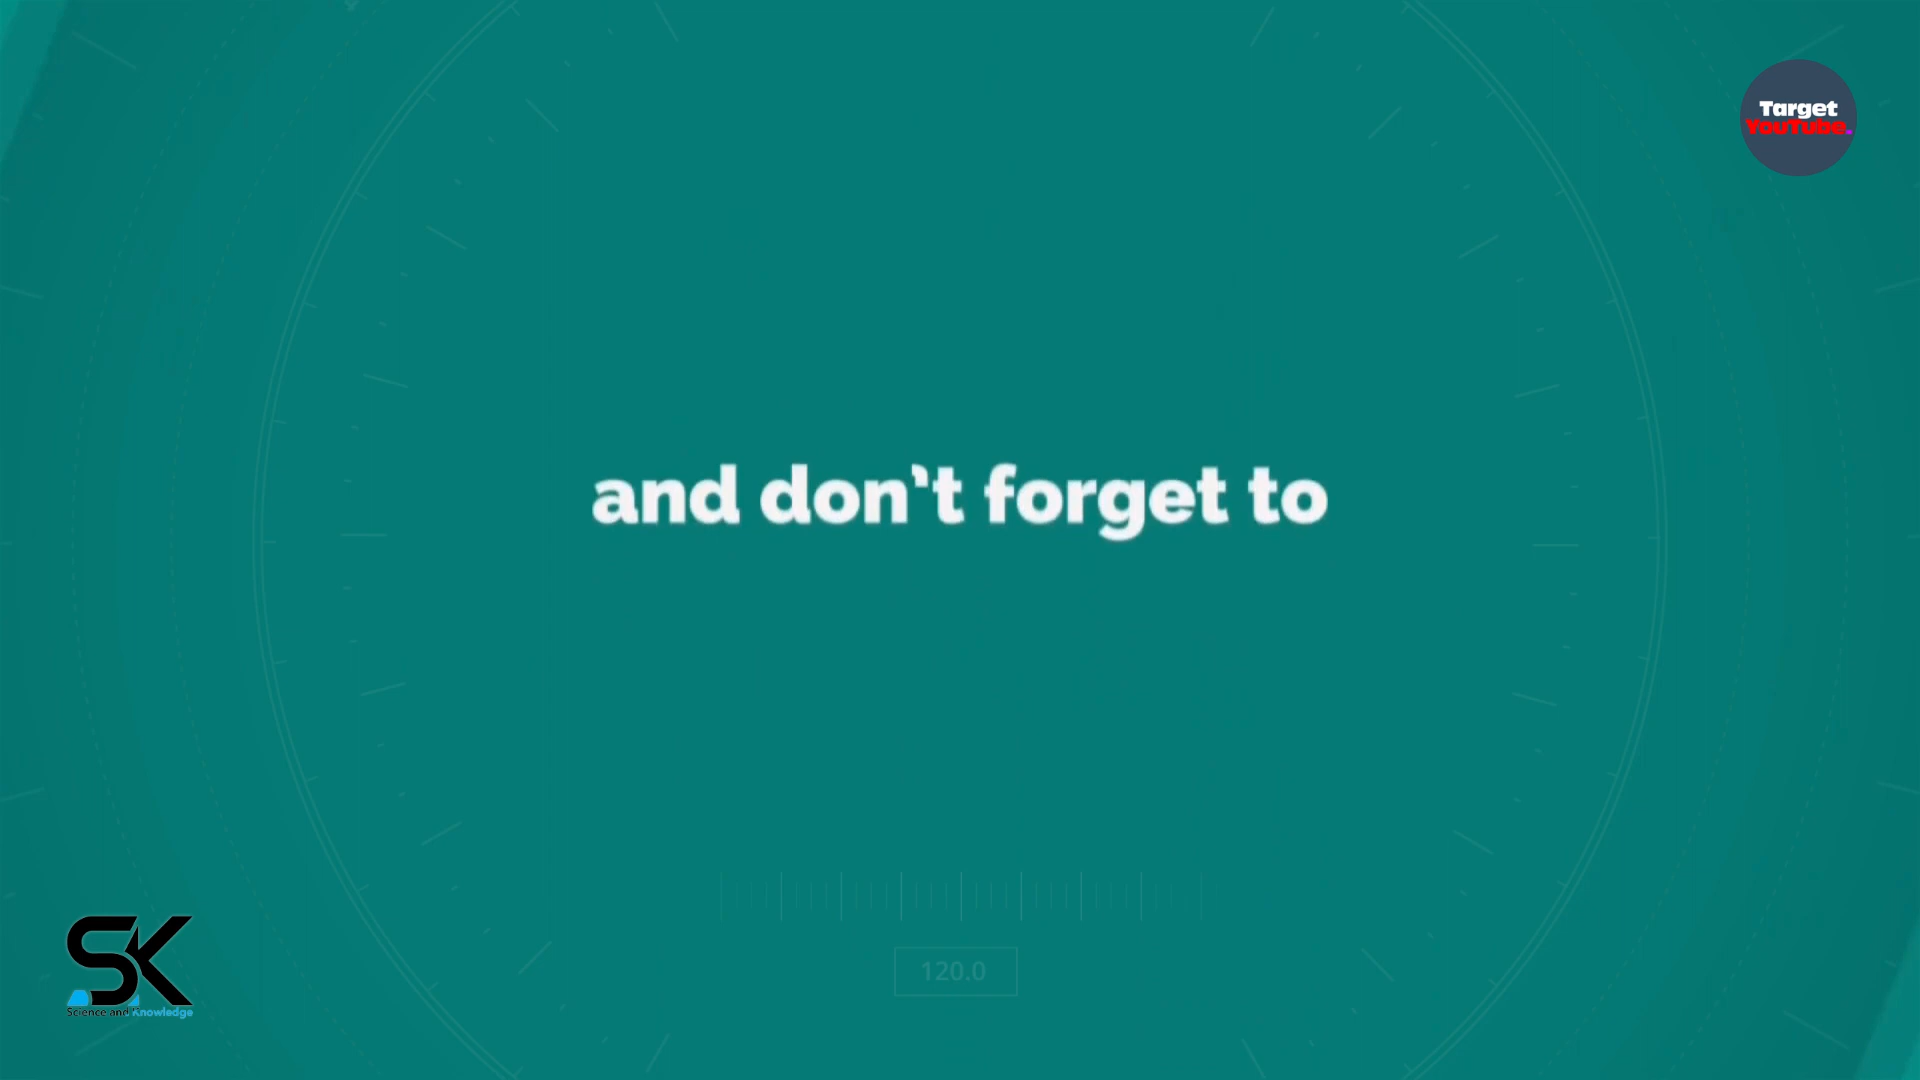 Target
YouTube.
and don't forget to
120.0
SK
Science and Knowledge